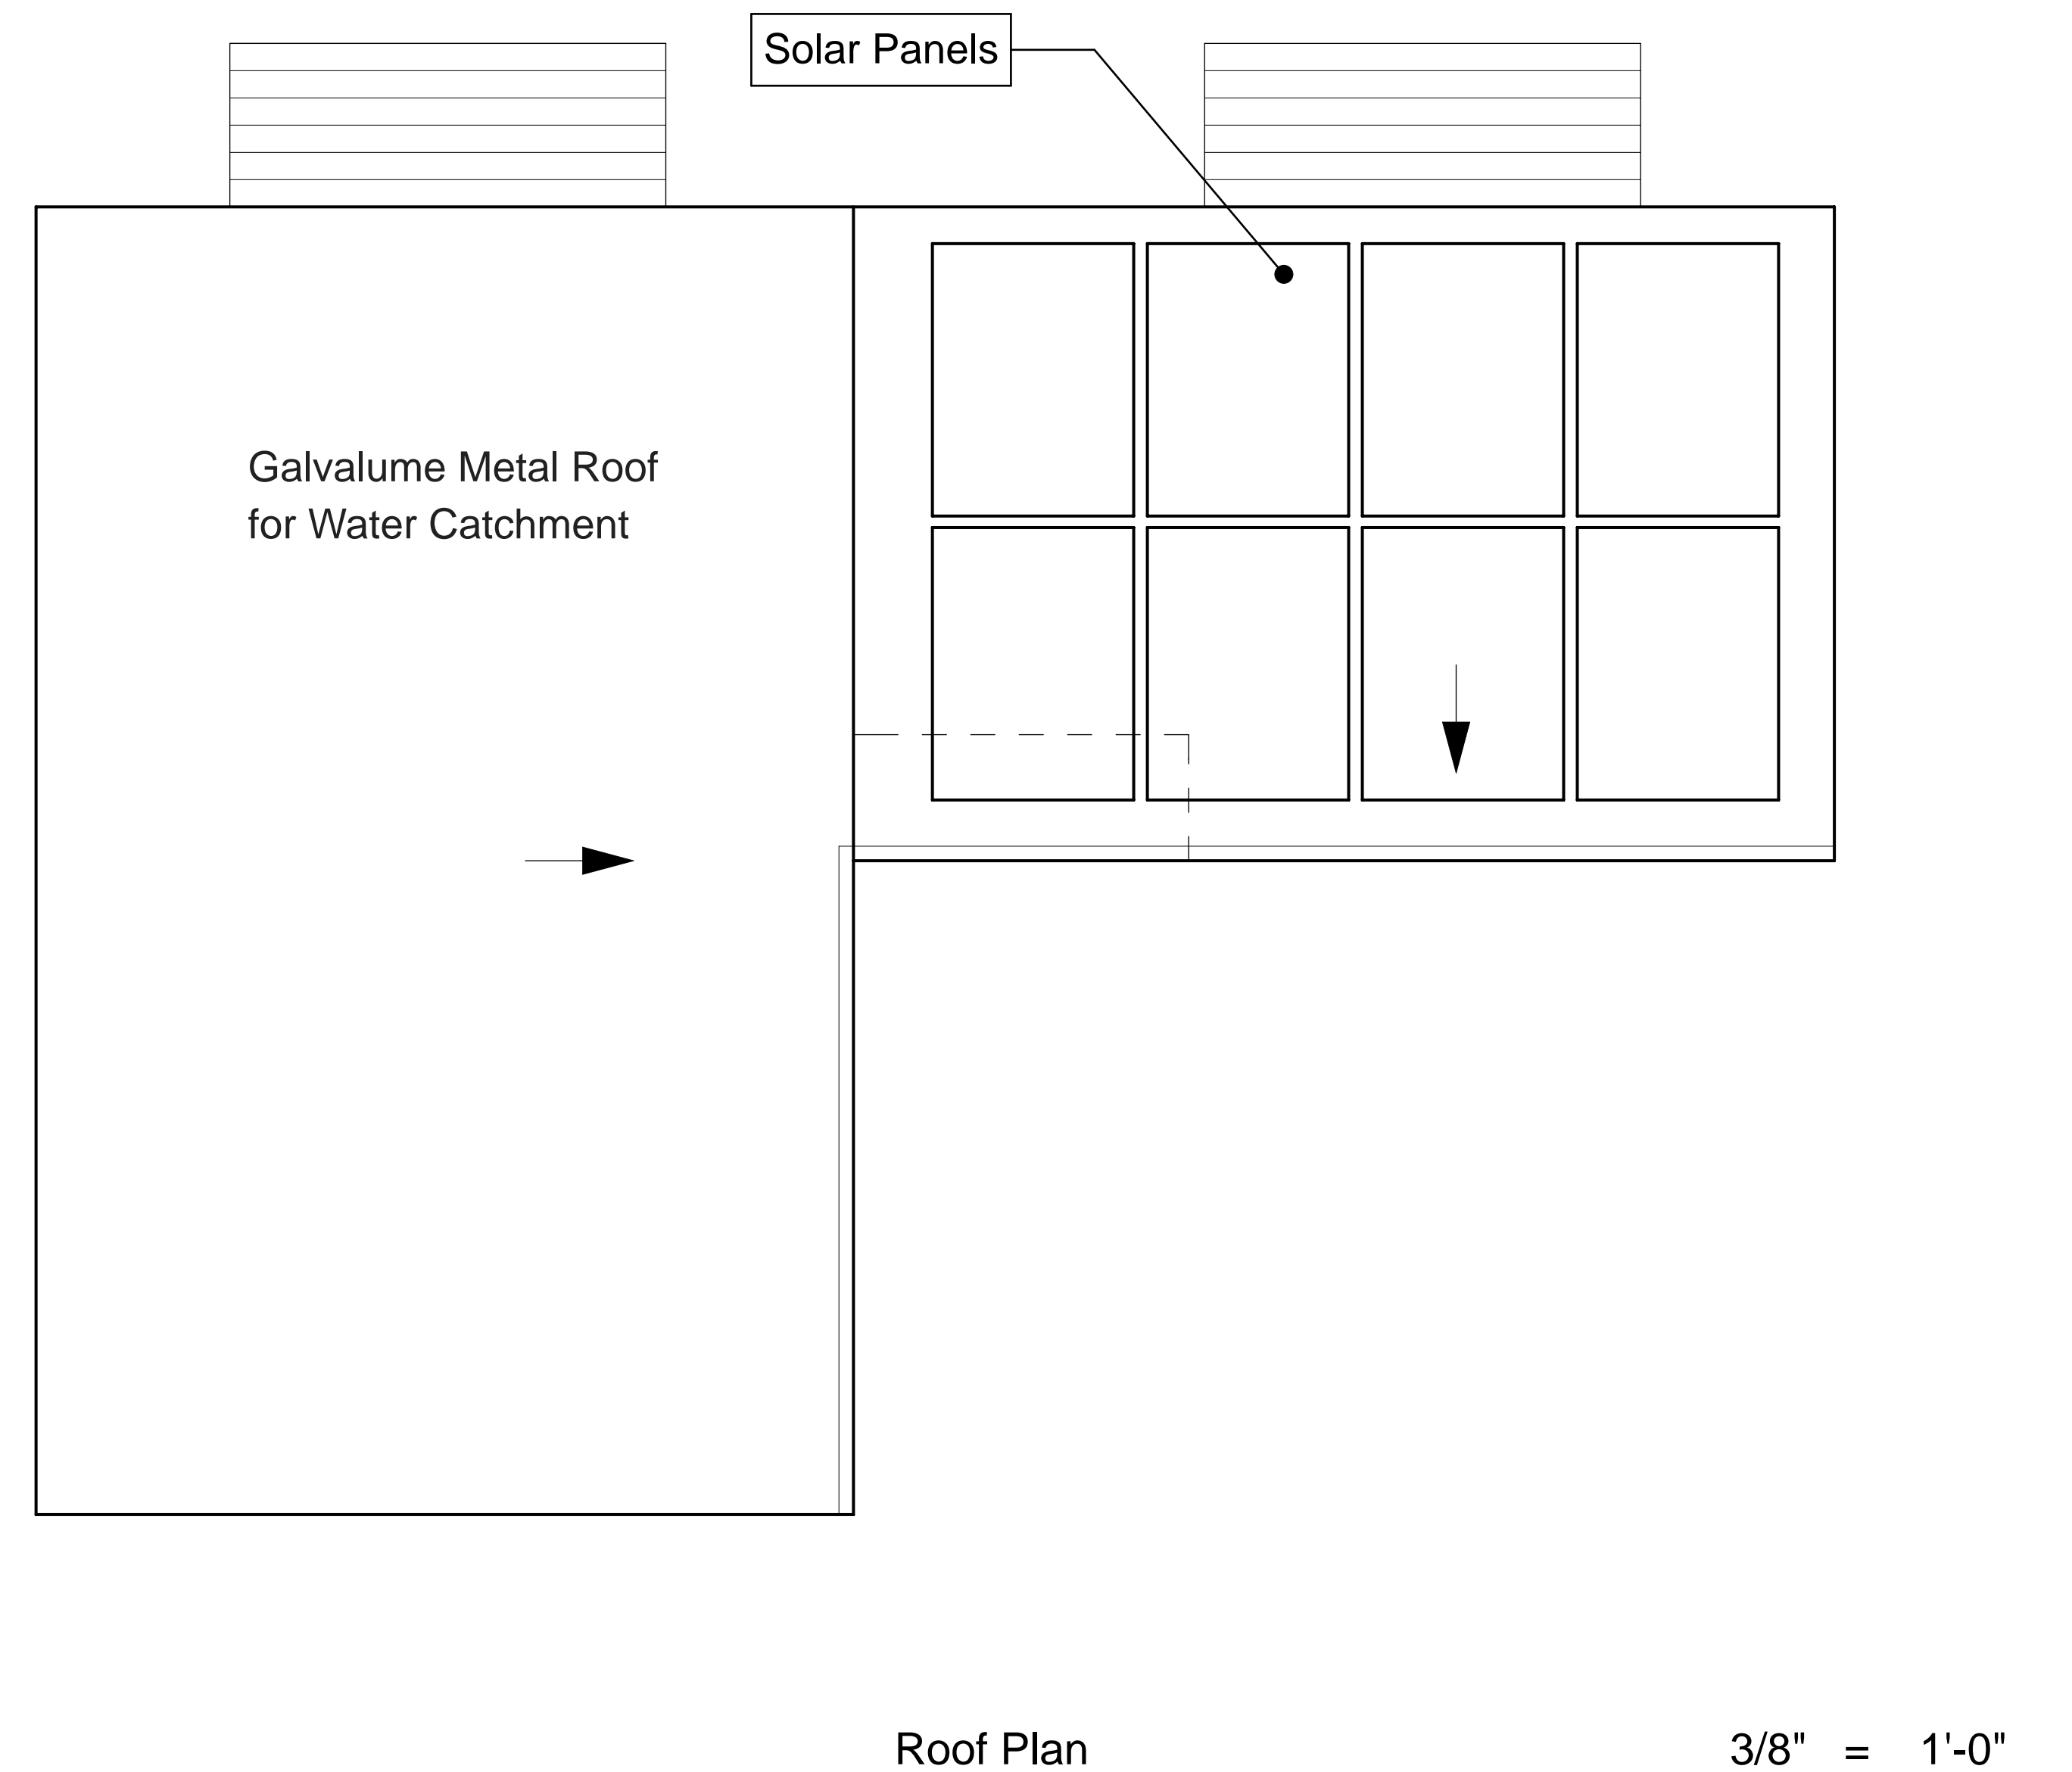 Solar Panels
Galvalume Metal Roof
for Water Catchment
Roof Plan
3/8" = 1'-0"